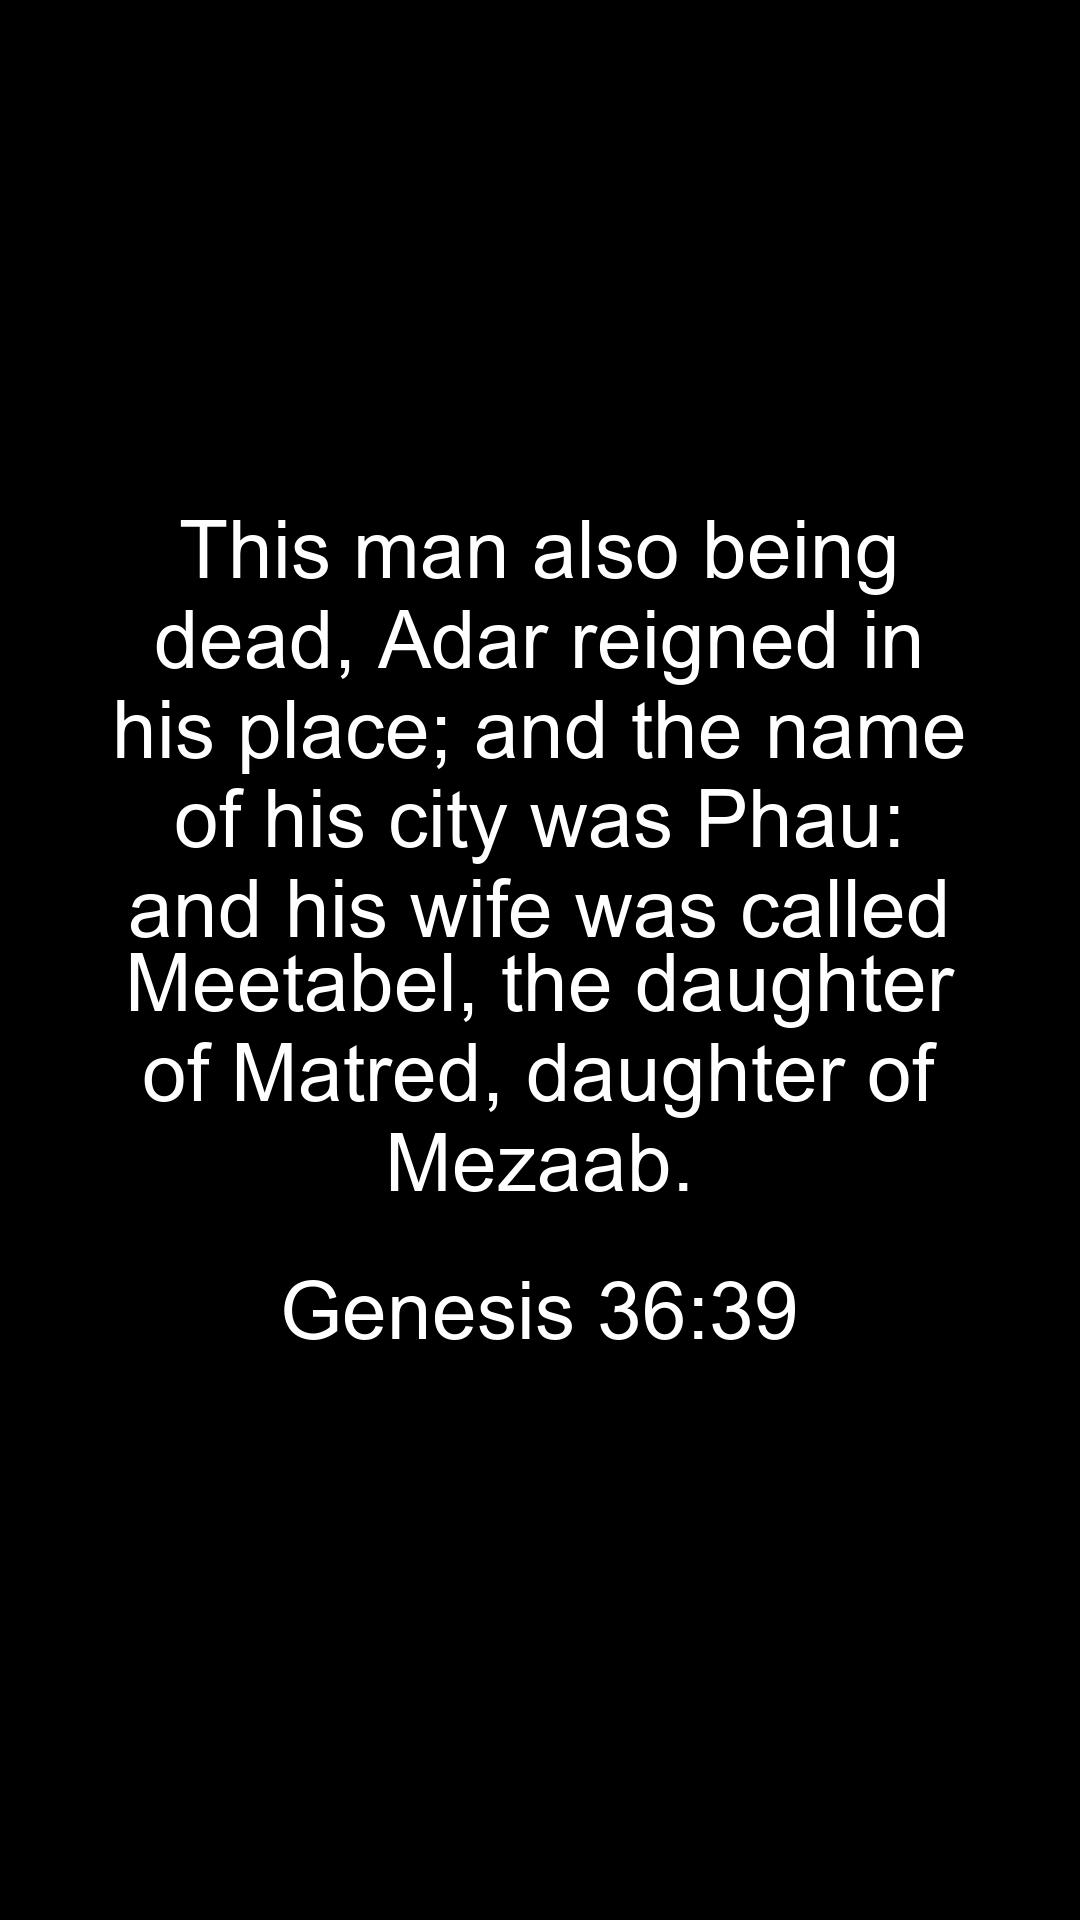 This man also being
dead, Adar reigned in
his place; and the name
of his city was Phau:
and his wife was called
Meetabel, the daughter
of Matred, daughter of
Mezaab.
Genesis 36:39